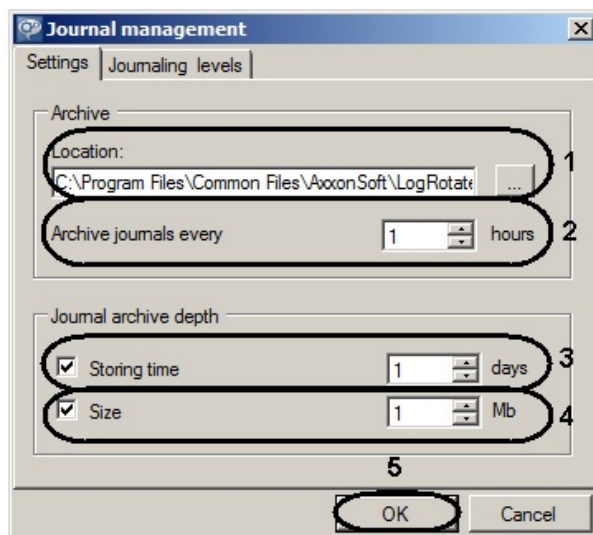 Journal management
Settings Journaling levels
Archive
Location:
1
C:\Program Files\Common Files\AxxonSoft\LogRotate ...
Archive journals every 1 hours 2
Journal archive depth
Storing time 1 days 3
Size 1 Mb 4
5
OK Cancel